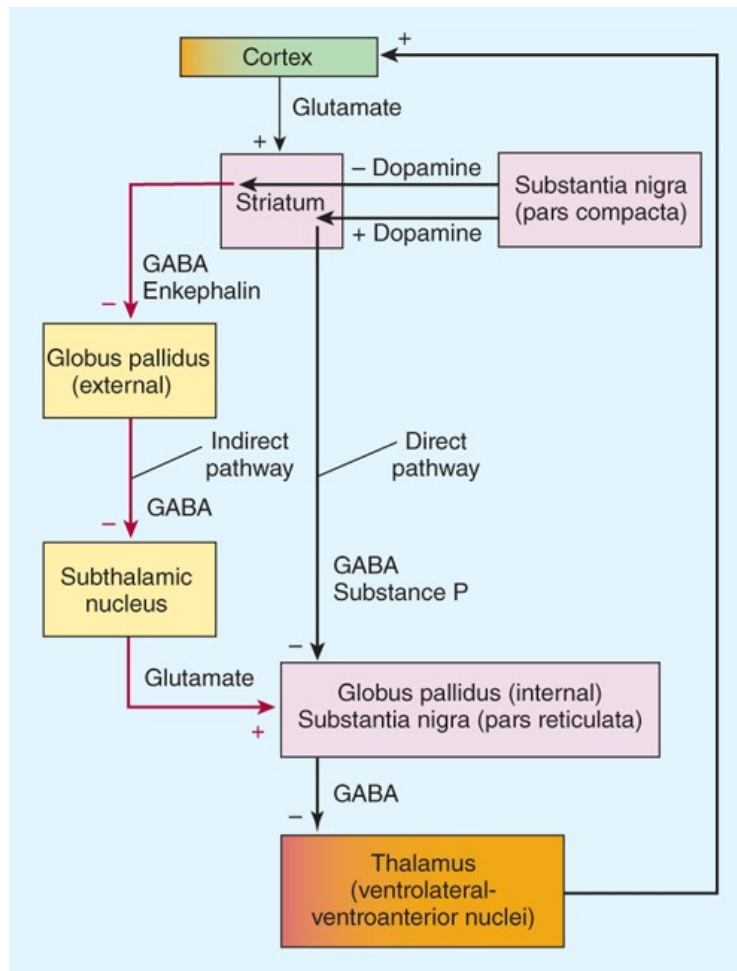 +
Cortex
Glutamate
+
– Dopamine
Striatum
Substantia nigra
(pars compacta)
+ Dopamine
GABA
Enkephalin
–
Globus pallidus
(external)
Indirect
pathway
Direct
pathway
GABA
–
Subthalamic
nucleus
GABA
Substance P
–
Glutamate
+
Globus pallidus (internal)
Substantia nigra (pars reticulata)
GABA
–
Thalamus
(ventrolateral-
ventroanterior nuclei)